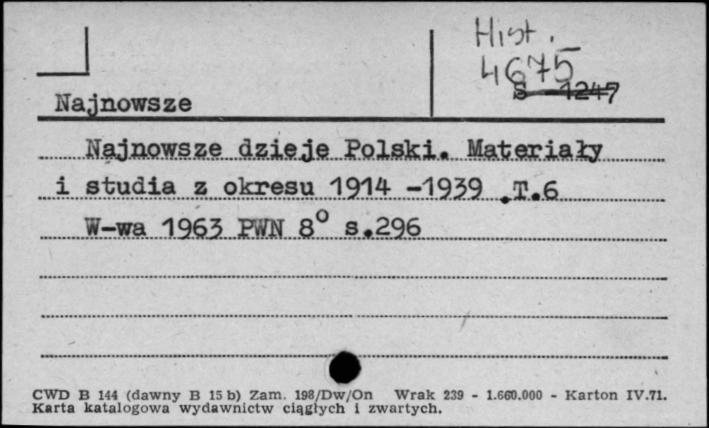 Hist.
4675
S - 1247
Najnowsze
Najnowsze dzieje Polski. Materiały
i studia z okresu 1914 -1939 .T.6
W-wa 1963 PWN 8° s.296
CWD B 144 (dawny B 15 b) Zam. 198/Dw/On Wrak 239 - 1.660.000 - Karton IV.71.
Karta katalogowa wydawnictw ciągłych i zwartych.